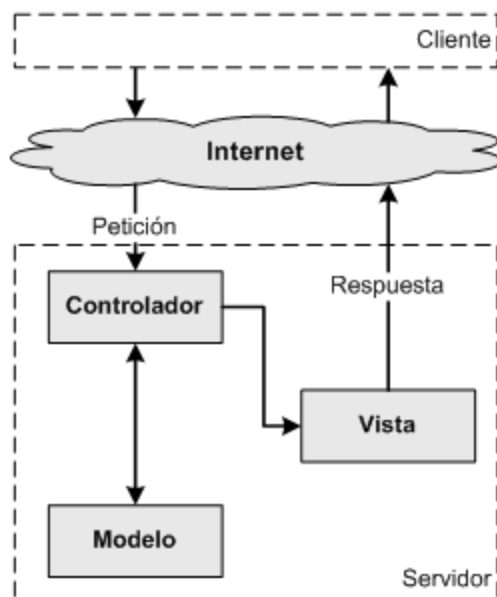 Cliente
Internet
Petición
Controlador
Respuesta
Vista
Modelo
Servidor